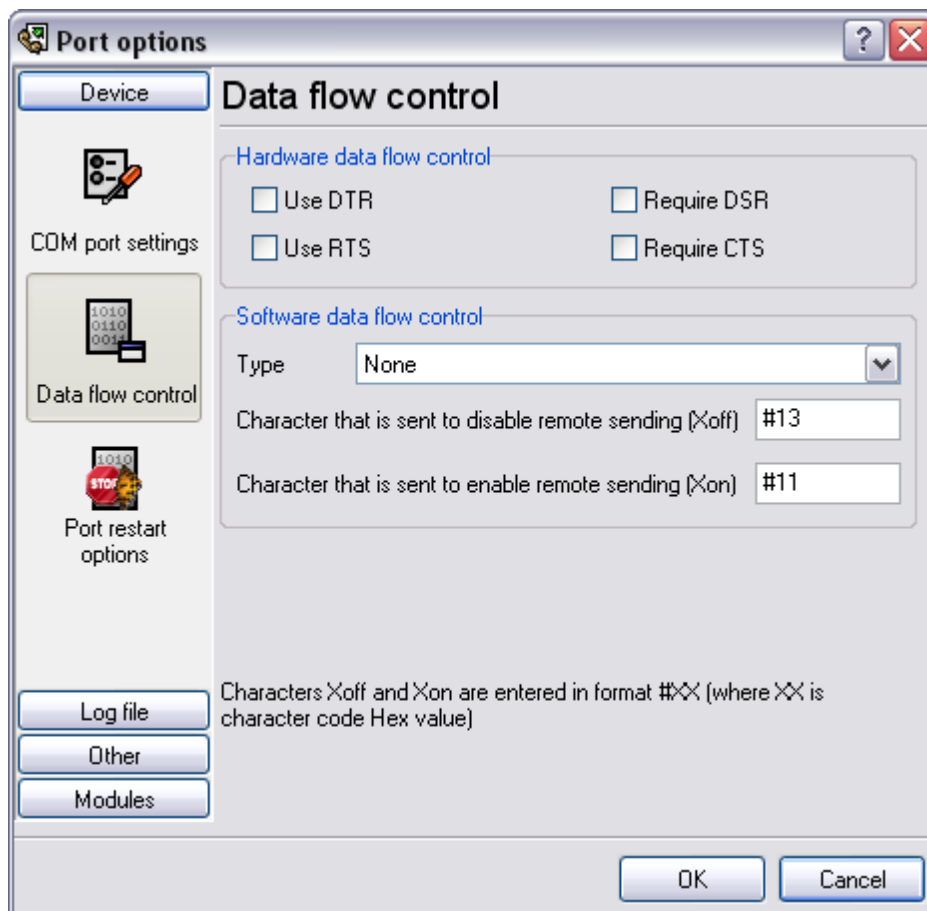 Port options
Device
COM port settings
Data flow control
Port restart
options
Log file
Other
Modules
Data flow control
Hardware data flow control
Use DTR
Require DSR
Use RTS
Require CTS
Software data flow control
Type
None
Character that is sent to disable remote sending (Xoff)
#13
Character that is sent to enable remote sending (Xon)
#11
Characters Xoff and Xon are entered in format #XX (where XX is
character code Hex value)
OK
Cancel